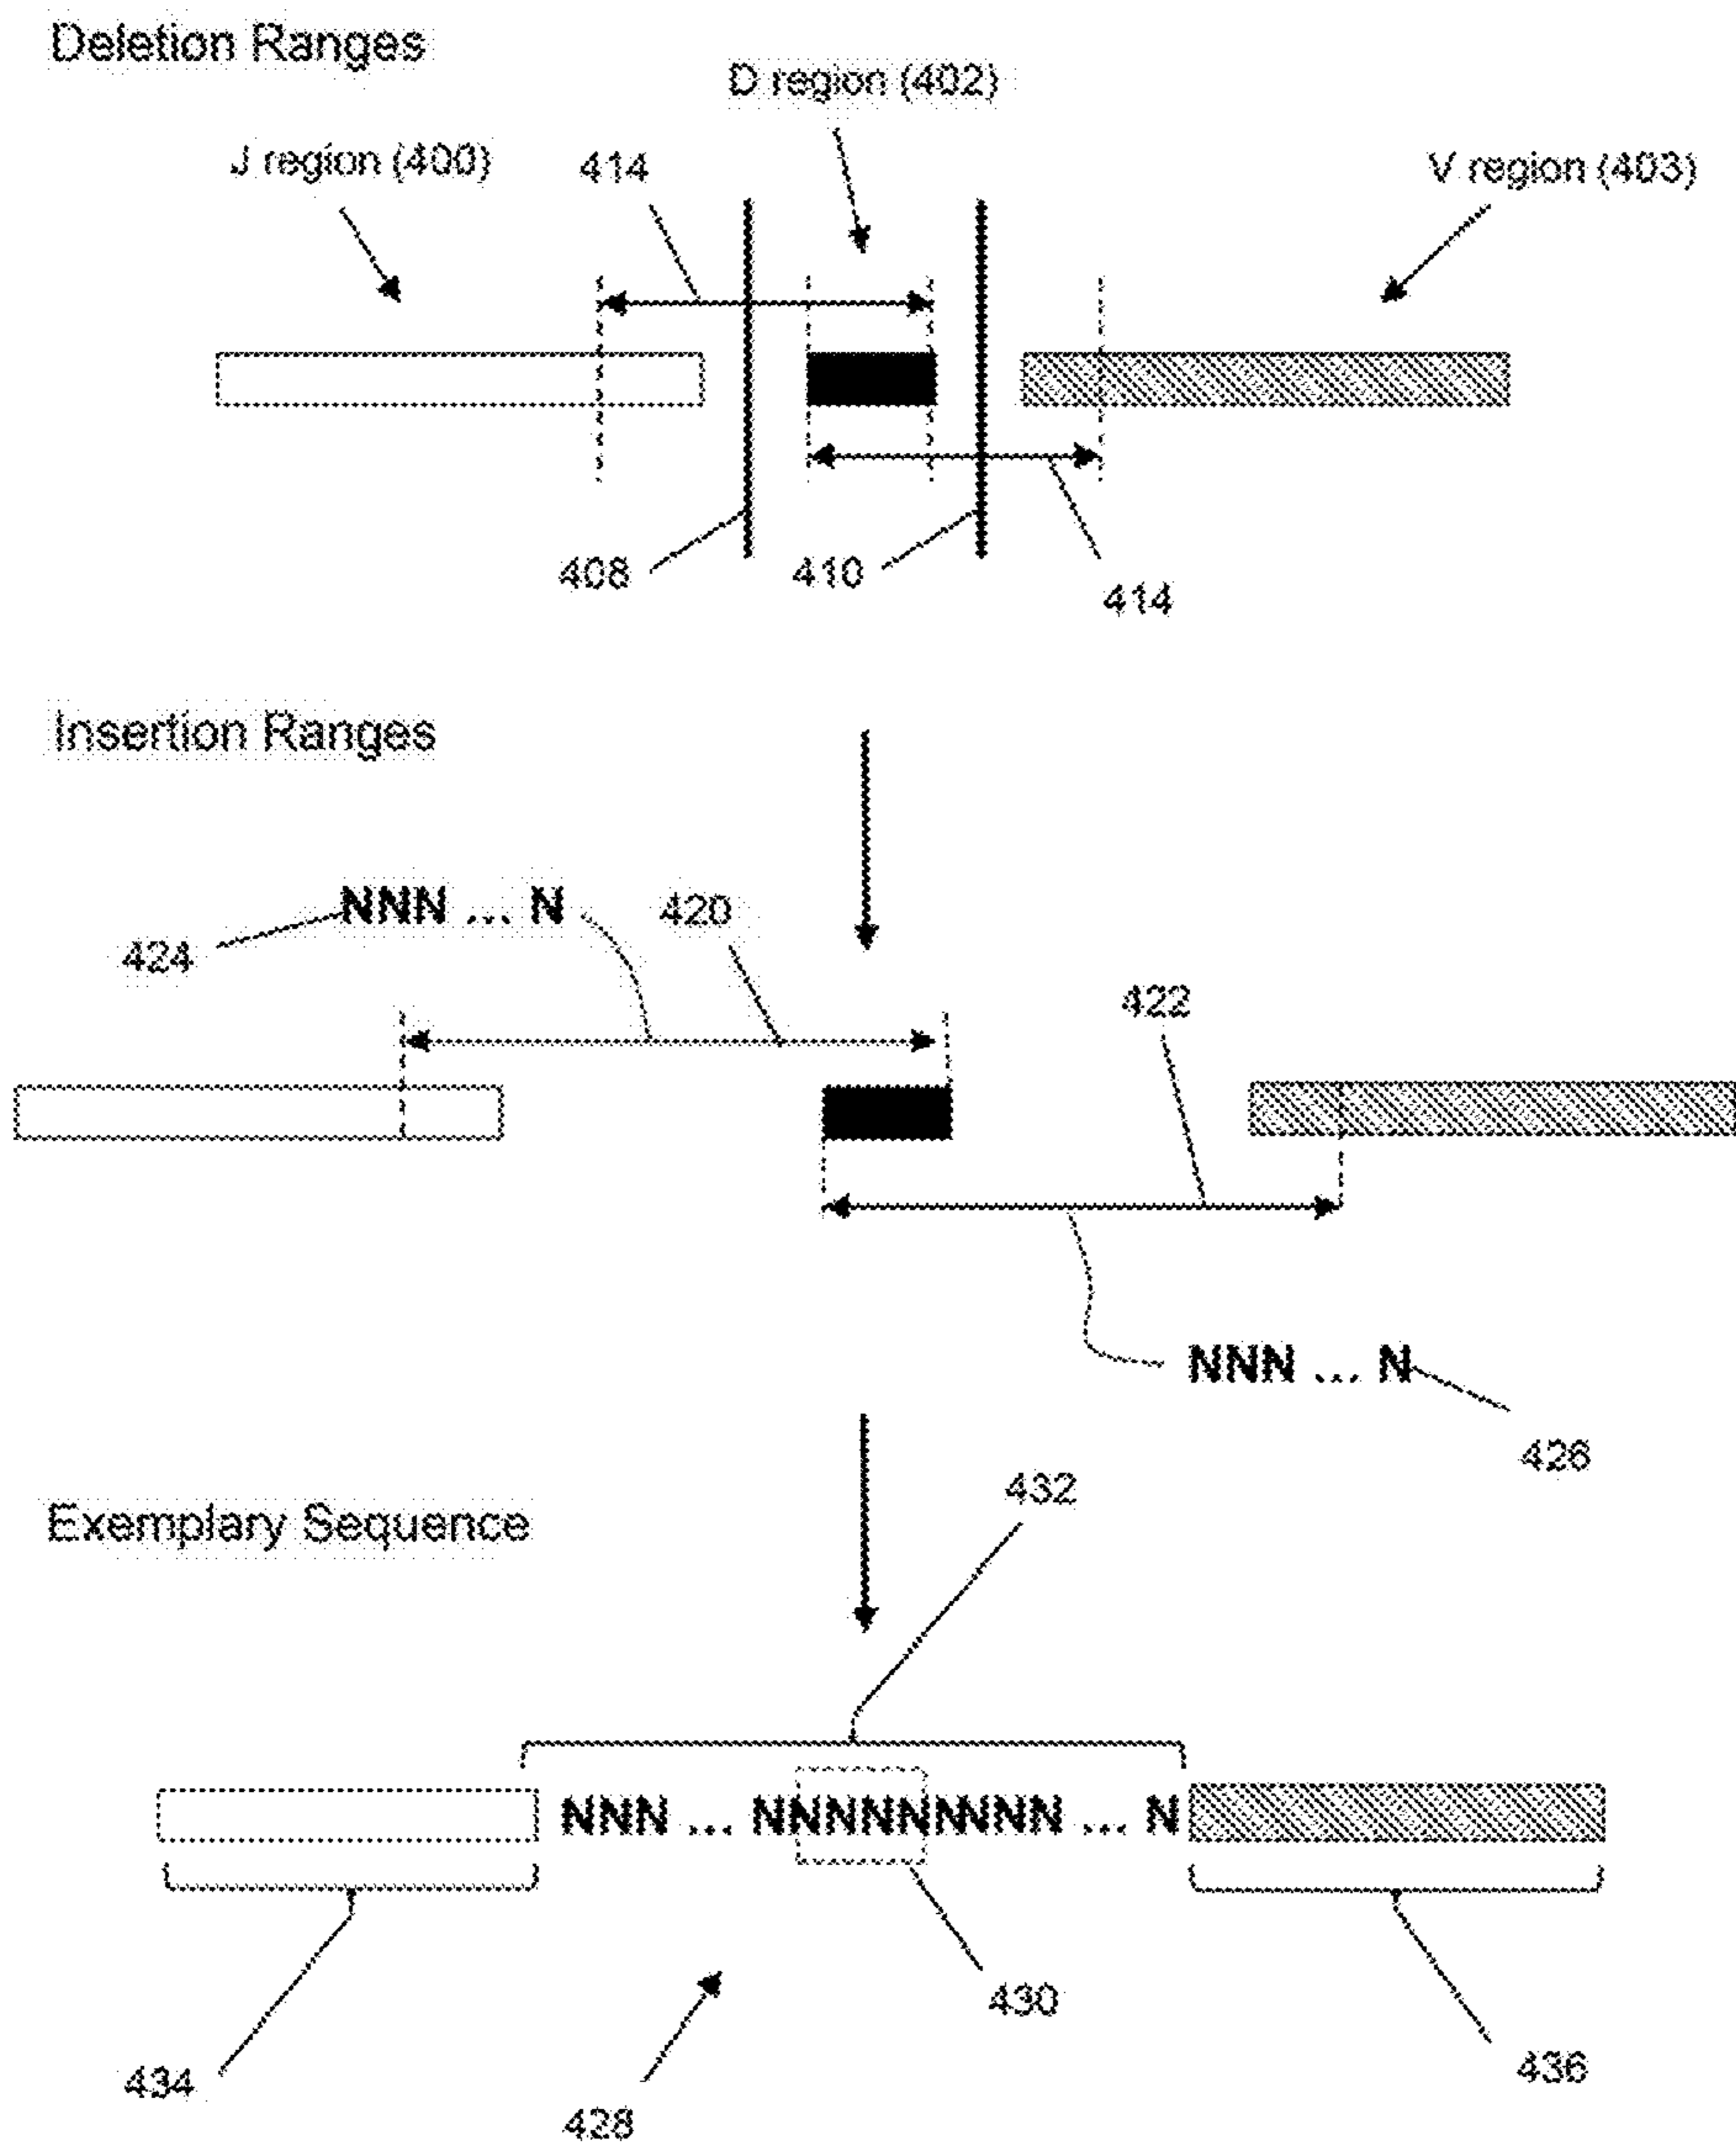 Deletion Ranges
D region (402)
J region (400)
414
V region (403)
408
410
414
Insertion Ranges
NNN ... N
420
424
422
NNN ... N
426
432
Exemplary Sequence
NNN ... NNNNNNNNN ... N
430
434
436
428